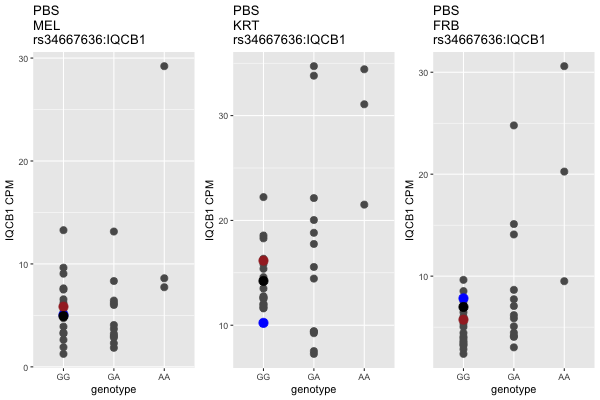 PBS
MEL
rs34667636:IQCB1
IQCB1 CPM
30
20
10
0
GG GA AA
genotype
PBS
KRT
rs34667636:IQCB1
IQCB1 CPM
30
20
10
GG GA AA
genotype
PBS
FRB
rs34667636:IQCB1
IQCB1 CPM
30
20
10
GG GA AA
genotype